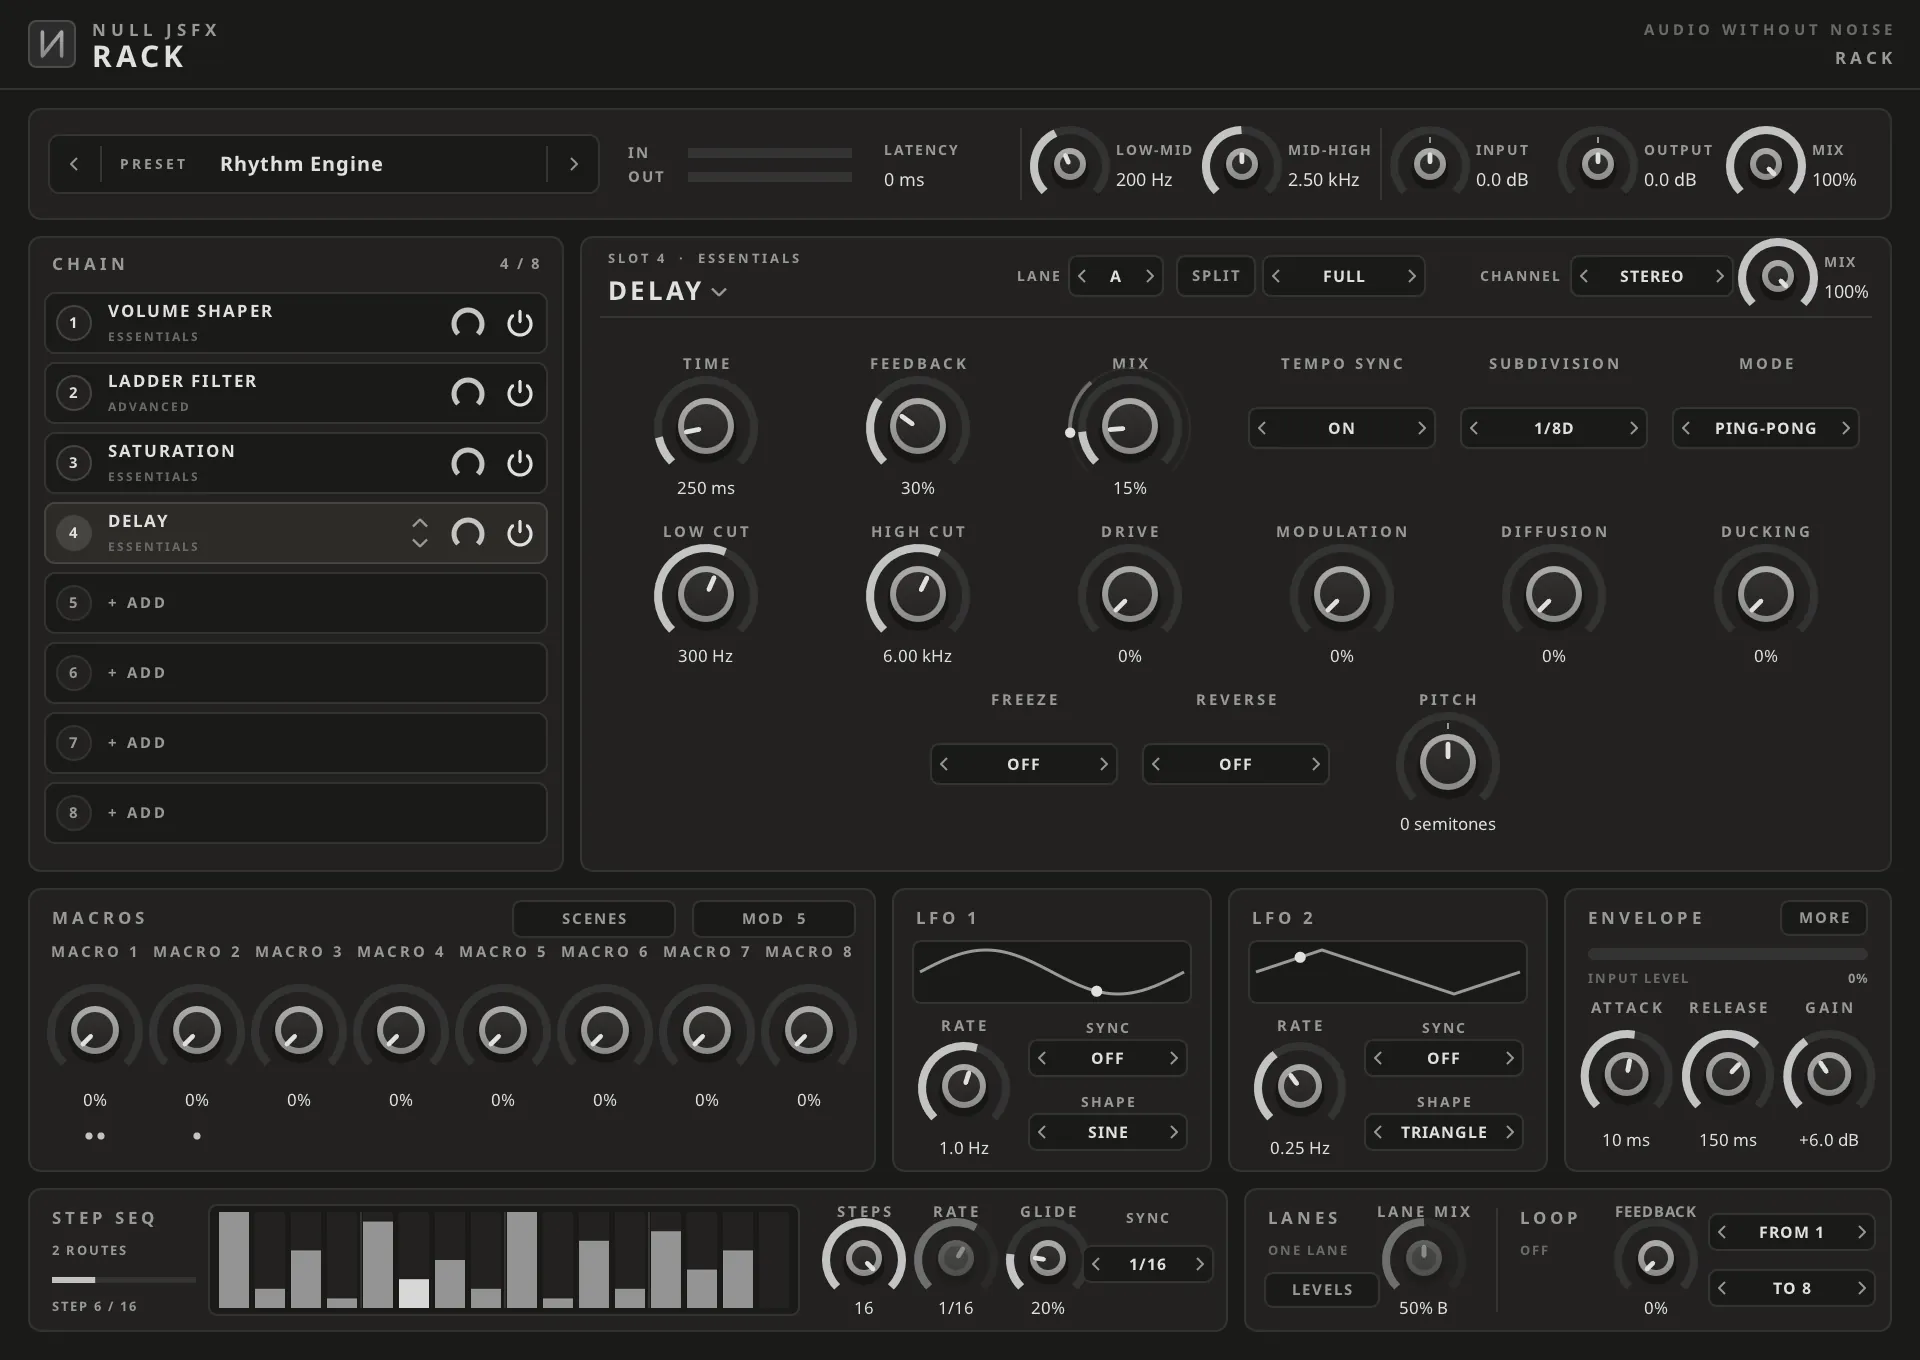 NULL JSFX
RACK
AUDIO WITHOUT NOISE
RACK
PRESET Rhythm Engine
IN
OUT
LATENCY
0 ms
LOW-MID
200 Hz
MID-HIGH
2.50 kHz
INPUT
0.0 dB
OUTPUT
0.0 dB
MIX
100%
CHAIN 4 / 8
1 VOLUME SHAPER
ESSENTIALS
2 LADDER FILTER
ADVANCED
3 SATURATION
ESSENTIALS
4 DELAY
ESSENTIALS
5 + ADD
6 + ADD
7 + ADD
8 + ADD
SLOT 4 · ESSENTIALS
DELAY
LANE A SPLIT FULL CHANNEL STEREO
MIX
100%
TIME FEEDBACK MIX TEMPO SYNC SUBDIVISION MODE
ON 1/8D PING-PONG
250 ms 30% 15%
LOW CUT HIGH CUT DRIVE MODULATION DIFFUSION DUCKING
300 Hz 6.00 kHz 0% 0% 0% 0%
FREEZE REVERSE PITCH
OFF OFF
0 semitones
MACROS SCENES MOD 5
MACRO 1 MACRO 2 MACRO 3 MACRO 4 MACRO 5 MACRO 6 MACRO 7 MACRO 8
0% 0% 0% 0% 0% 0% 0% 0%
LFO 1
RATE SYNC
OFF
SHAPE
SINE
1.0 Hz
LFO 2
RATE SYNC
OFF
SHAPE
TRIANGLE
0.25 Hz
ENVELOPE MORE
INPUT LEVEL 0%
ATTACK RELEASE GAIN
10 ms 150 ms +6.0 dB
STEP SEQ
2 ROUTES
STEP 6 / 16
STEPS RATE GLIDE SYNC
1/16
16 1/16 20%
LANES LANE MIX
ONE LANE
LEVELS
50% B
LOOP FEEDBACK
OFF
FROM 1
TO 8
0%